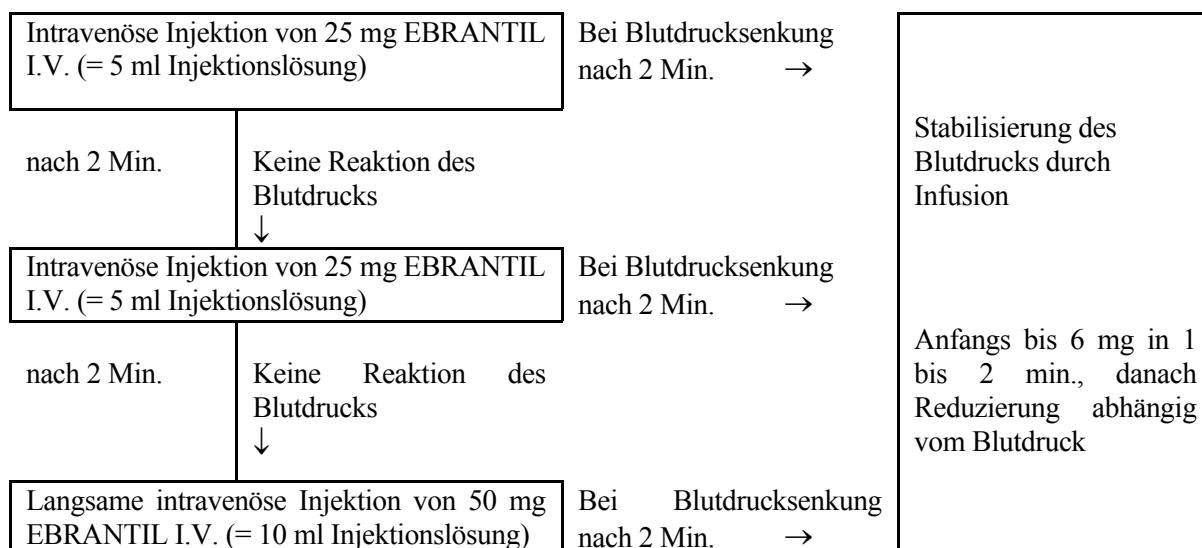 Intravenöse Injektion von 25 mg EBRANTIL
I.V. (= 5 ml Injektionslösung)
Bei Blutdrucksenkung
nach 2 Min. →
nach 2 Min.
Keine Reaktion des
Blutdrucks
↓
Intravenöse Injektion von 25 mg EBRANTIL
I.V. (= 5 ml Injektionslösung)
Bei Blutdrucksenkung
nach 2 Min. →
nach 2 Min.
Keine Reaktion des
Blutdrucks
↓
Langsame intravenöse Injektion von 50 mg
EBRANTIL I.V. (= 10 ml Injektionslösung)
Bei Blutdrucksenkung
nach 2 Min. →
Stabilisierung des
Blutdrucks durch
Infusion
Anfangs bis 6 mg in 1
bis 2 min., danach
Reduzierung abhängig
vom Blutdruck